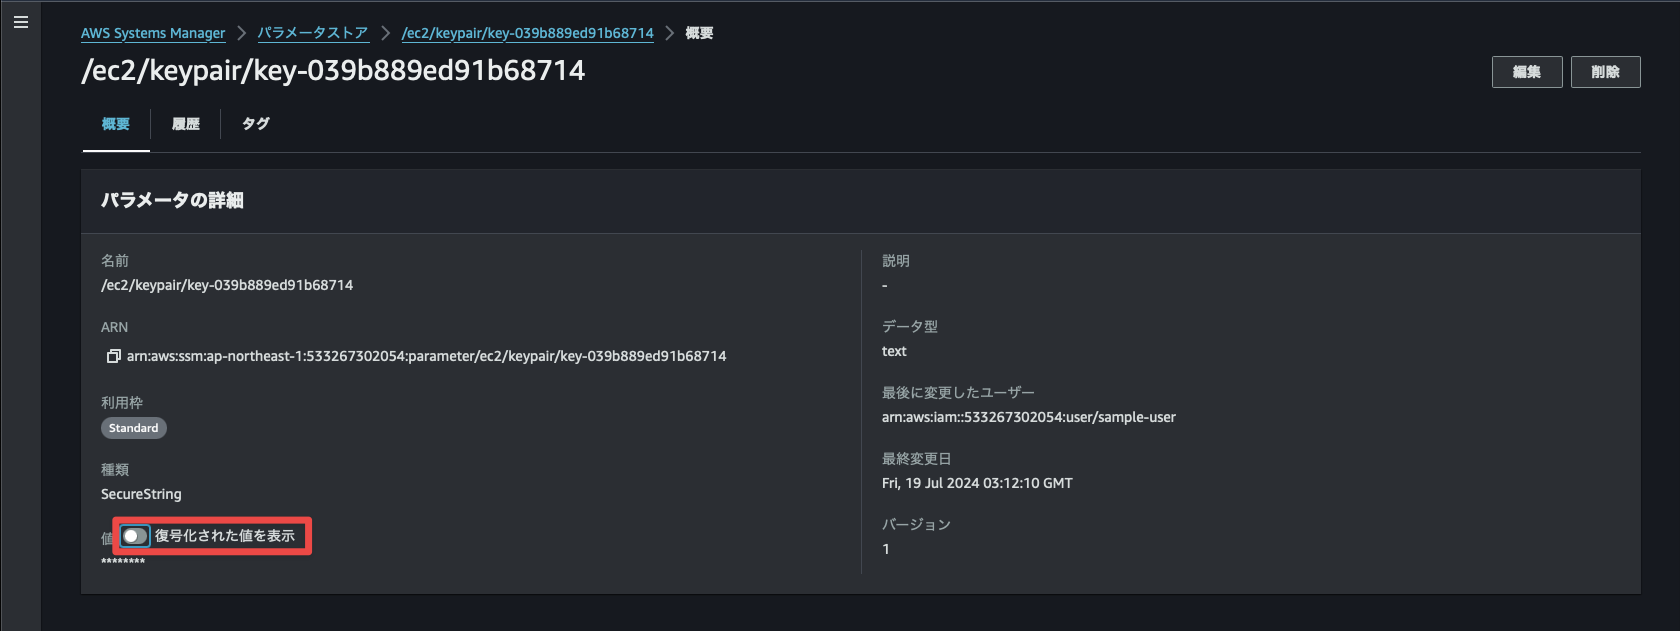 AWS Systems Manager > パラメータストア > /ec2/keypair/key-039b889ed91b68714 > 概要
/ec2/keypair/key-039b889ed91b68714
編集 削除
概要 履歴 タグ
パラメータの詳細
名前
/ec2/keypair/key-039b889ed91b68714
ARN
arn:aws:ssm:ap-northeast-1:533267302054:parameter/ec2/keypair/key-039b889ed91b68714
利用枠
Standard
種類
SecureString
値 復号化された値を表示
********
説明
-
データ型
text
最後に変更したユーザー
arn:aws:iam::533267302054:user/sample-user
最終変更日
Fri, 19 Jul 2024 03:12:10 GMT
バージョン
1